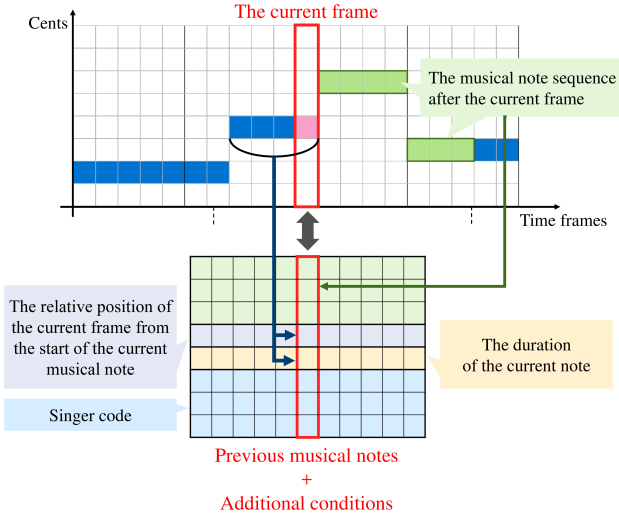 The current frame
Cents
The musical note sequence
after the current frame
Time frames
The relative position of
the current frame from
the start of the current
musical note
The duration
of the current note
Singer code
Previous musical notes
+
Additional conditions